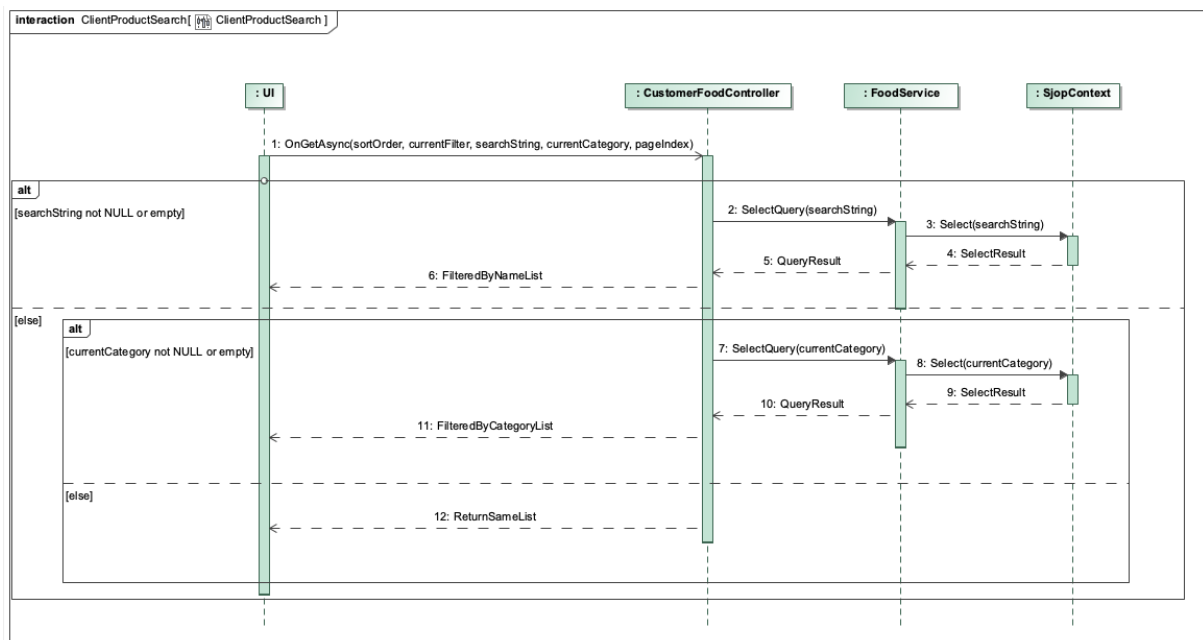 interaction ClientProductSearch[ ClientProductSearch ]
: UI
: CustomerFoodController
: FoodService
: SjopContext
1: OnGetAsync(sortOrder, currentFilter, searchString, currentCategory, pageIndex)
alt
[searchString not NULL or empty]
2: SelectQuery(searchString)
3: Select(searchString)
4: SelectResult
5: QueryResult
6: FilteredByNameList
[else]
alt
[currentCategory not NULL or empty]
7: SelectQuery(currentCategory)
8: Select(currentCategory)
9: SelectResult
10: QueryResult
11: FilteredByCategoryList
[else]
12: ReturnSameList